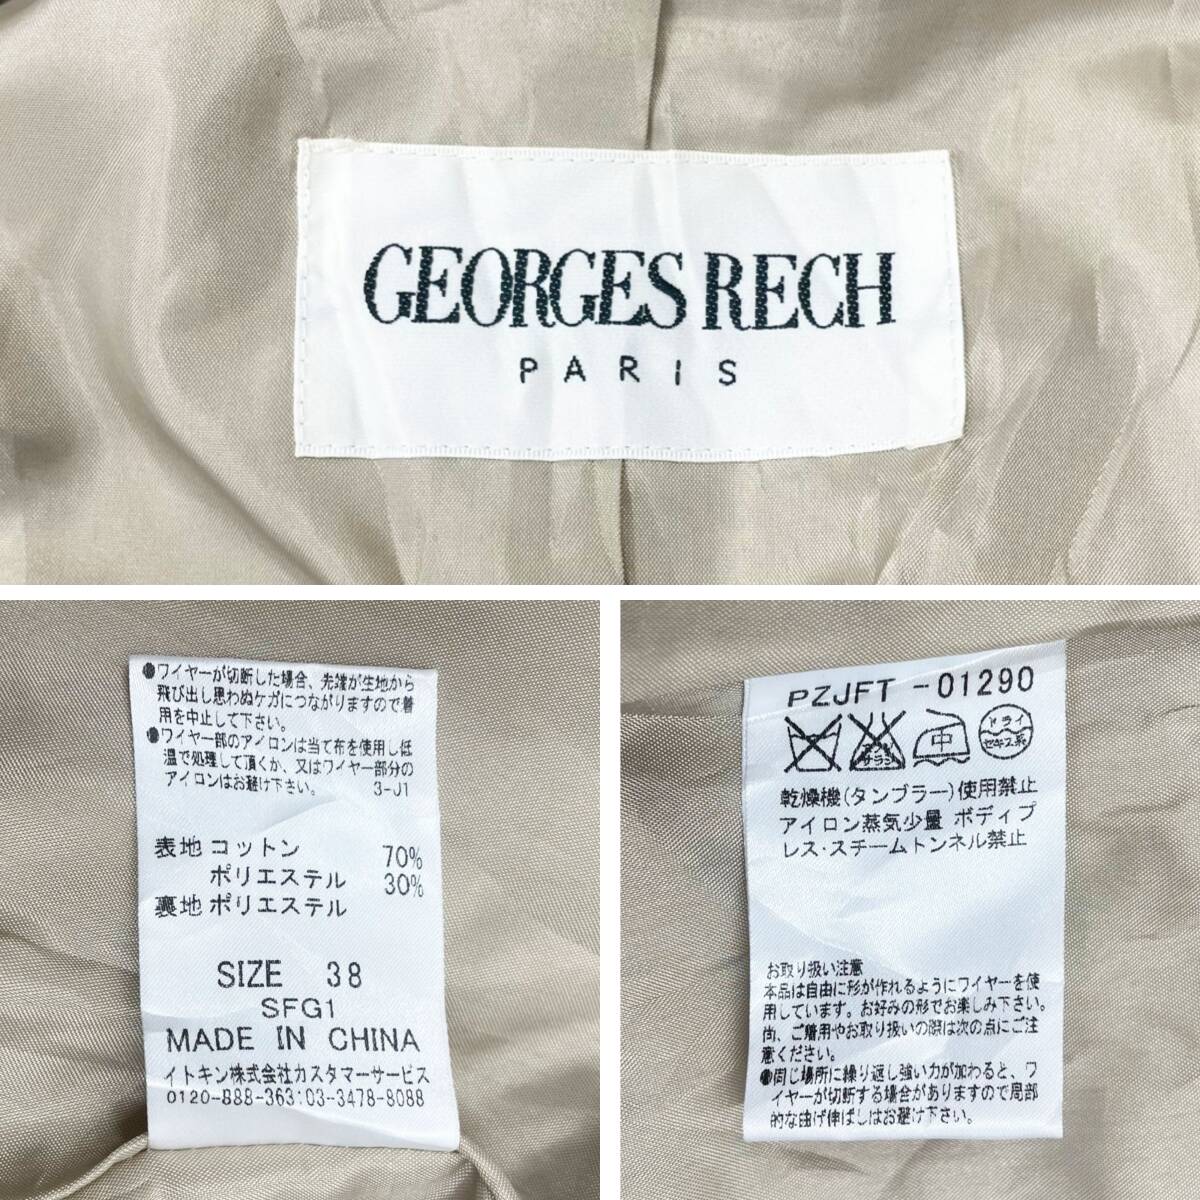 GEORGES RECH
PARIS
●ワイヤーが切断した場合、先端が生地から
飛び出し思わぬケガにつながりますので着
用を中止して下さい。
●ワイヤー部のアイロンは当て布を使用し低
温で処理して頂くか、又はワイヤー部分の
アイロンはお避け下さい。 3-J1
表地 コットン 70%
ポリエステル 30%
裏地 ポリエステル
SIZE 38
SFG1
MADE IN CHINA
イトキン株式会社カスタマーサービス
0120-888-363:03-3478-8088
PZJFT -01290
エンソ サラシ 中 ドライ セキユ系
乾燥機(タンブラー)使用禁止
アイロン蒸気少量 ボディプ
レス・スチームトンネル禁止
お取り扱い注意
本品は自由に形が作れるようにワイヤーを使
用しています。お好みの形でお楽しみ下さい。
尚、ご着用やお取り扱いの際は次の点にご注
意ください。
●同じ場所に繰り返し強い力が加わると、ワ
イヤーが切断する場合がありますので局部
的な曲げ伸ばしはお避け下さい。